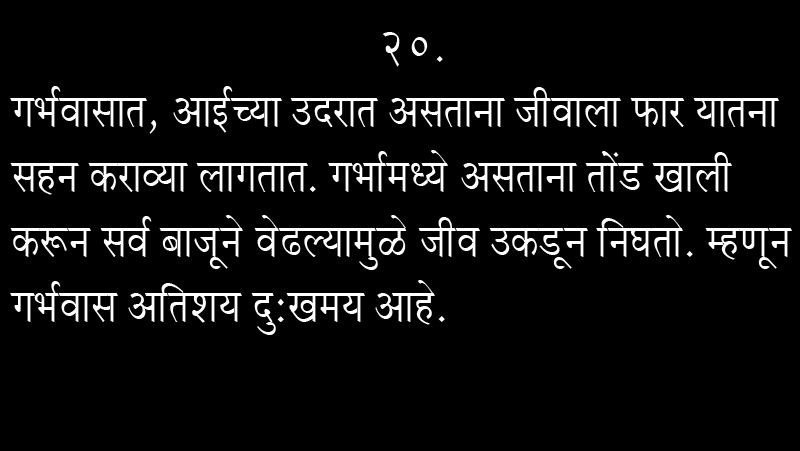 २०.
गर्भवासात, आईच्या उदरात असताना जीवाला फार यातना
सहन कराव्या लागतात. गर्भामध्ये असताना तोंड खाली
करून सर्व बाजूने वेढल्यामुळे जीव उकडून निघतो. म्हणून
गर्भवास अतिशय दुःखमय आहे.